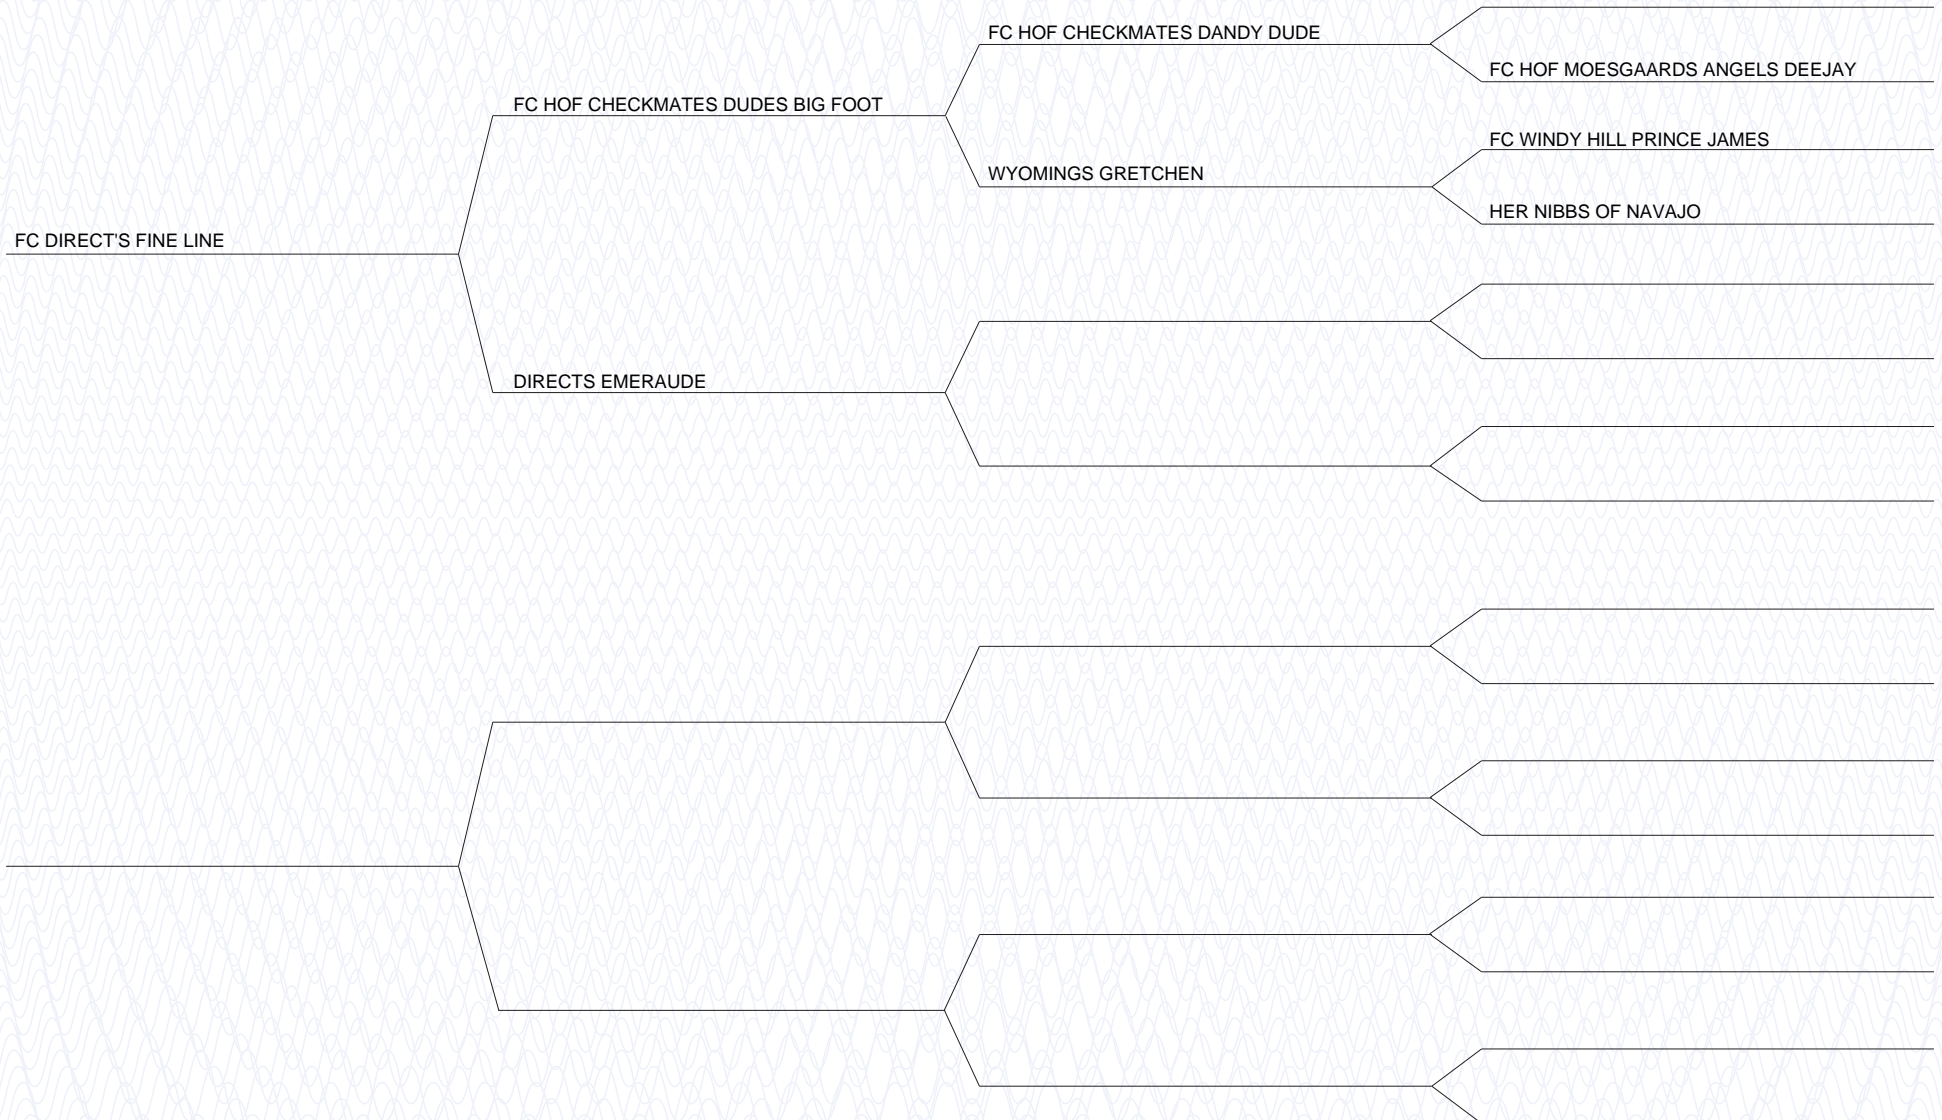 FC HOF CHECKMATES DANDY DUDE
FC HOF MOESGAARDS ANGELS DEEJAY
FC HOF CHECKMATES DUDES BIG FOOT
FC WINDY HILL PRINCE JAMES
WYOMINGS GRETCHEN
HER NIBBS OF NAVAJO
FC DIRECT'S FINE LINE
DIRECTS EMERAUDE